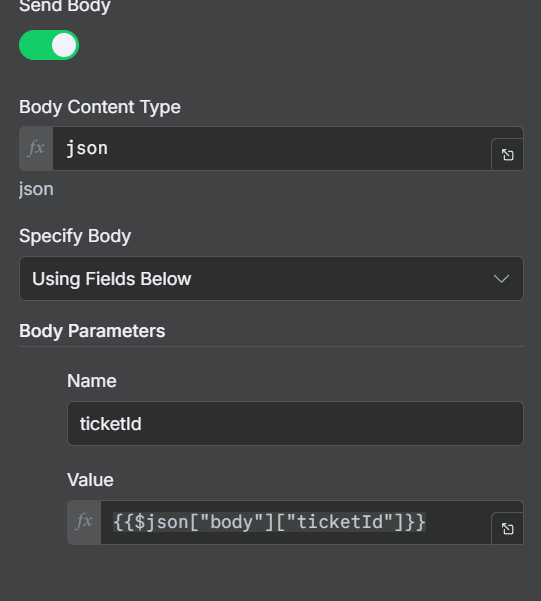 Send Body
Body Content Type
fx json
json
Specify Body
Using Fields Below
Body Parameters
Name
ticketId
Value
fx {{$json["body"]["ticketId"]}}